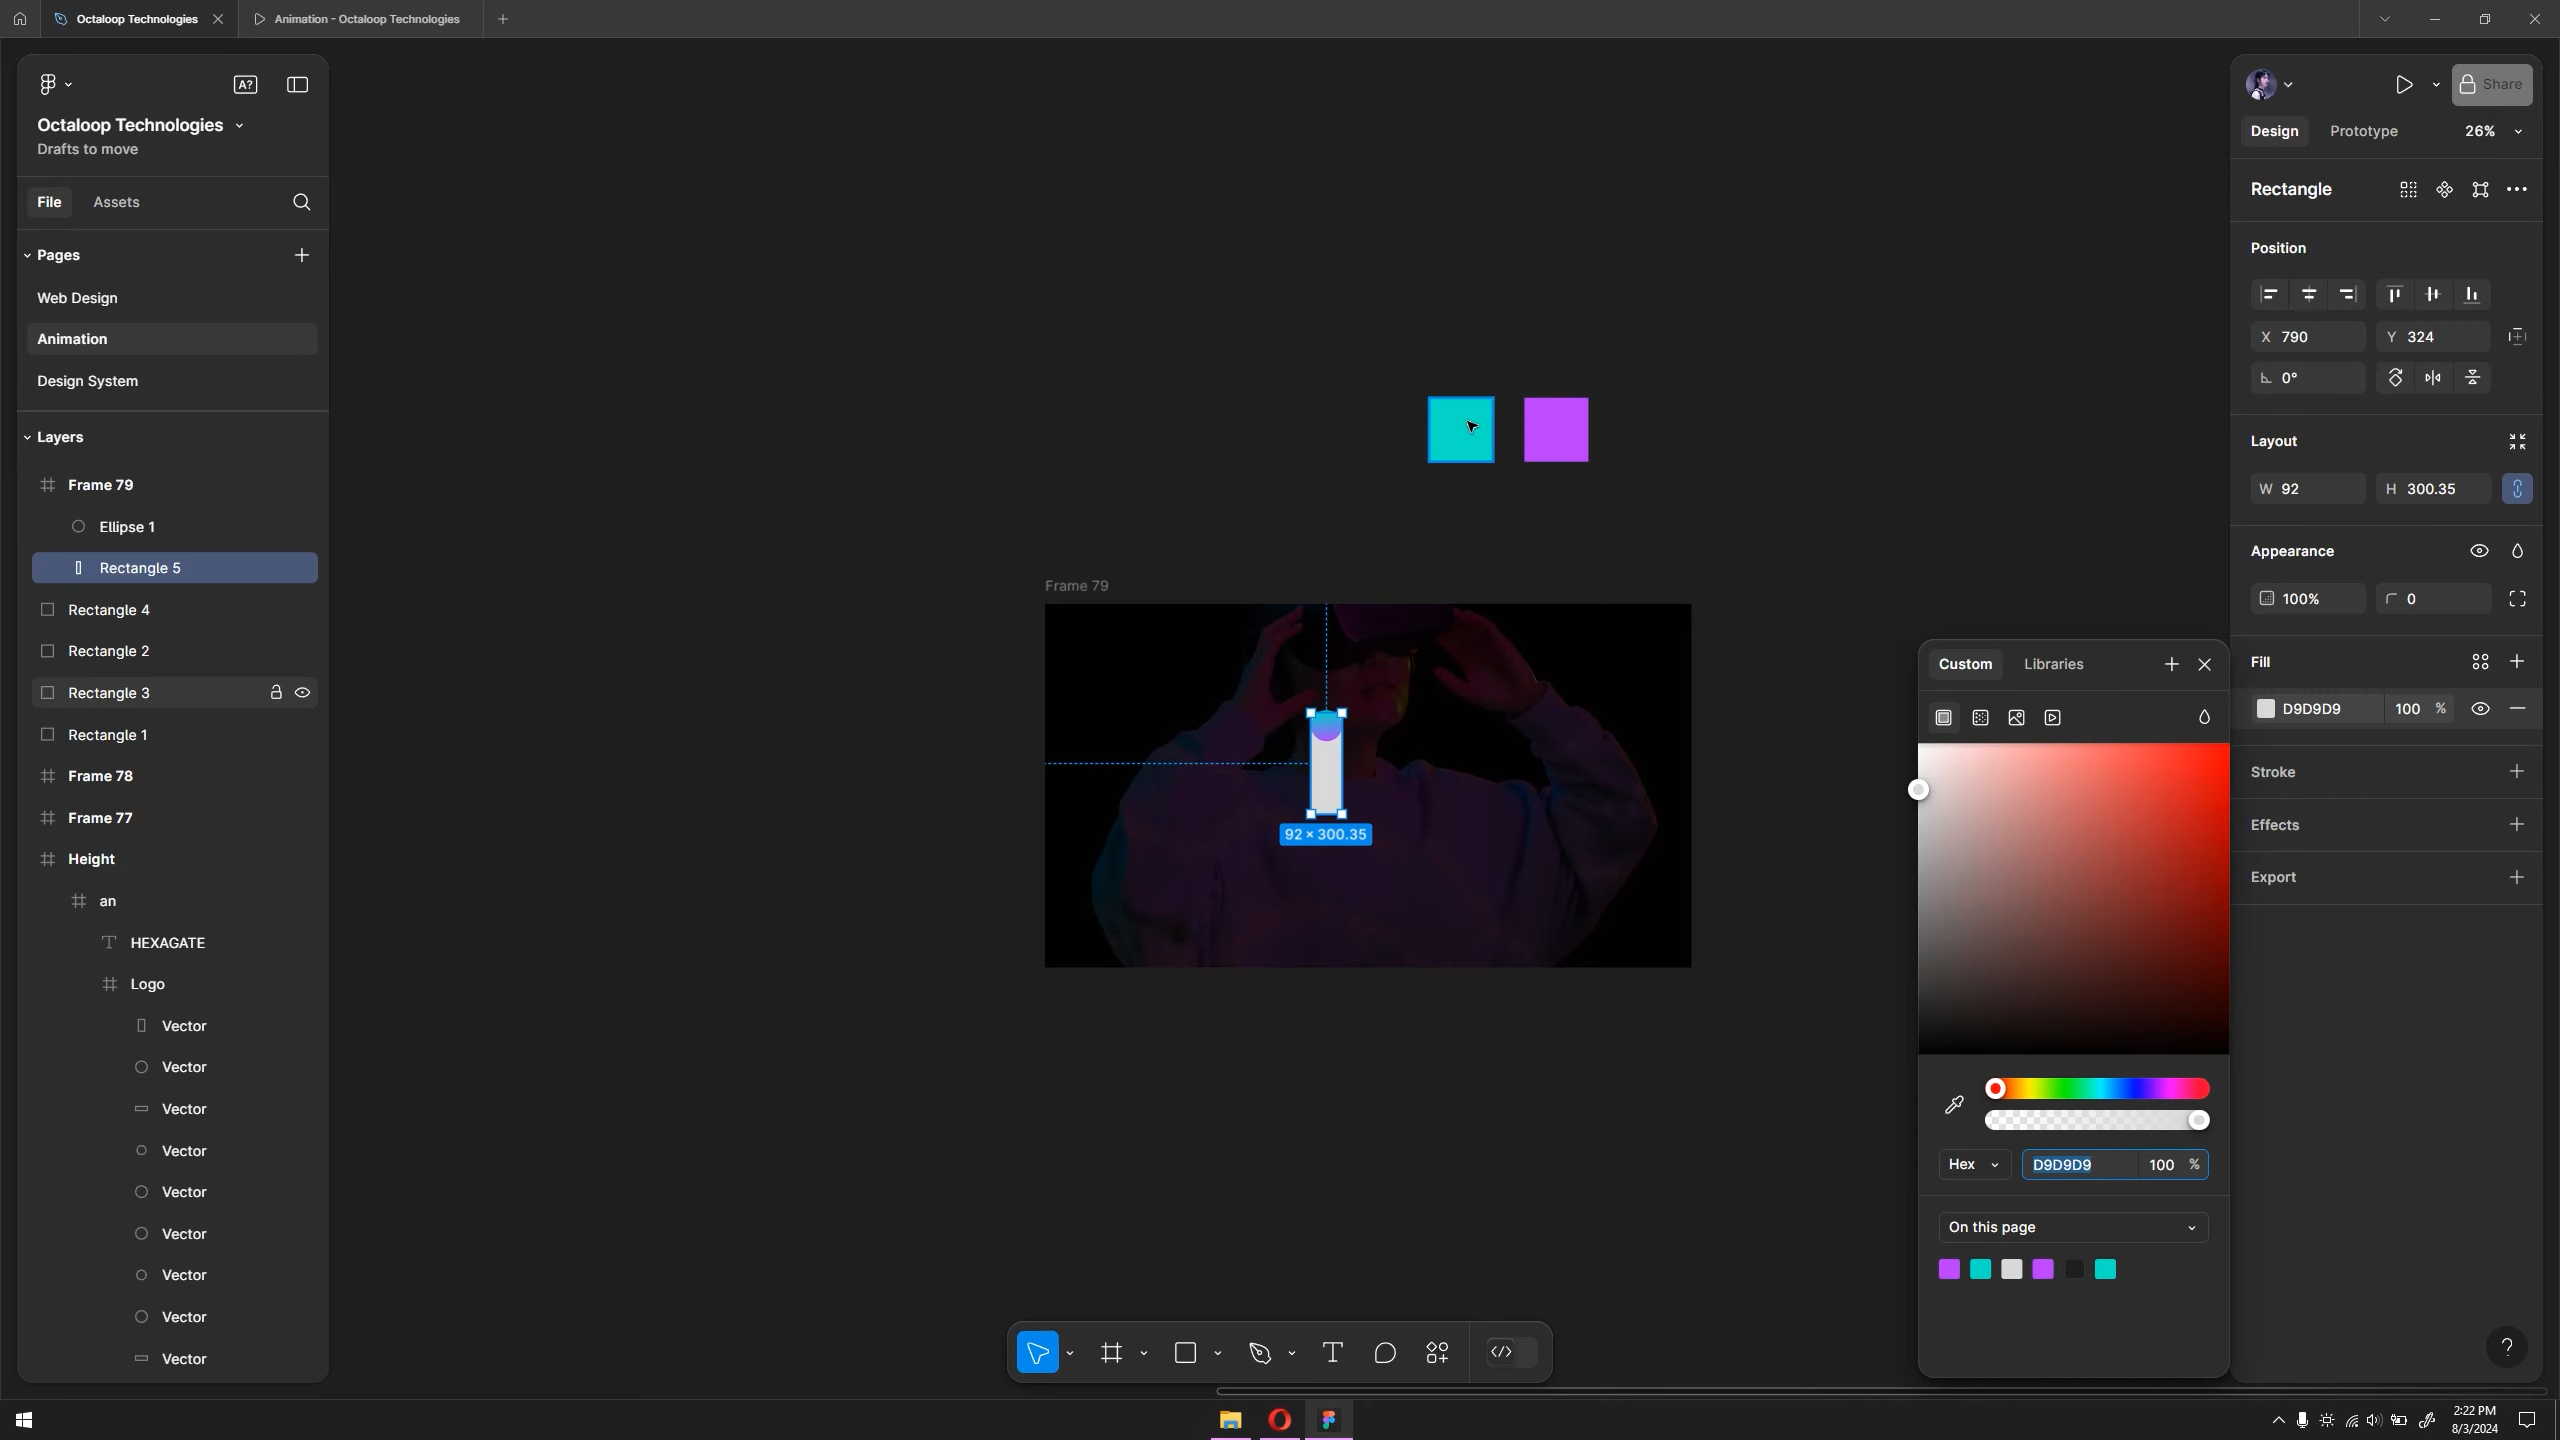 Octaloop Technologies
Animation - Octaloop Technologies
A?
Octaloop Technologies
Drafts to move
File
Assets
Pages
Web Design
Animation
Design System
Layers
Frame 79
Ellipse 1
Rectangle 5
Rectangle 4
Rectangle 2
Rectangle 3
Rectangle 1
Frame 78
Frame 77
Height
an
HEXAGATE
Logo
Vector
Vector
Vector
Vector
Vector
Vector
Vector
Vector
Vector
Frame 79
92 × 300.35
Share
Design
Prototype
26%
Rectangle
Position
X 790
Y 324
0°
Layout
W 92
H 300.35
Appearance
100%
0
Fill
D9D9D9 100 %
Stroke
Effects
Export
Custom
Libraries
Hex
D9D9D9 100 %
On this page
?
2:22 PM
8/3/2024